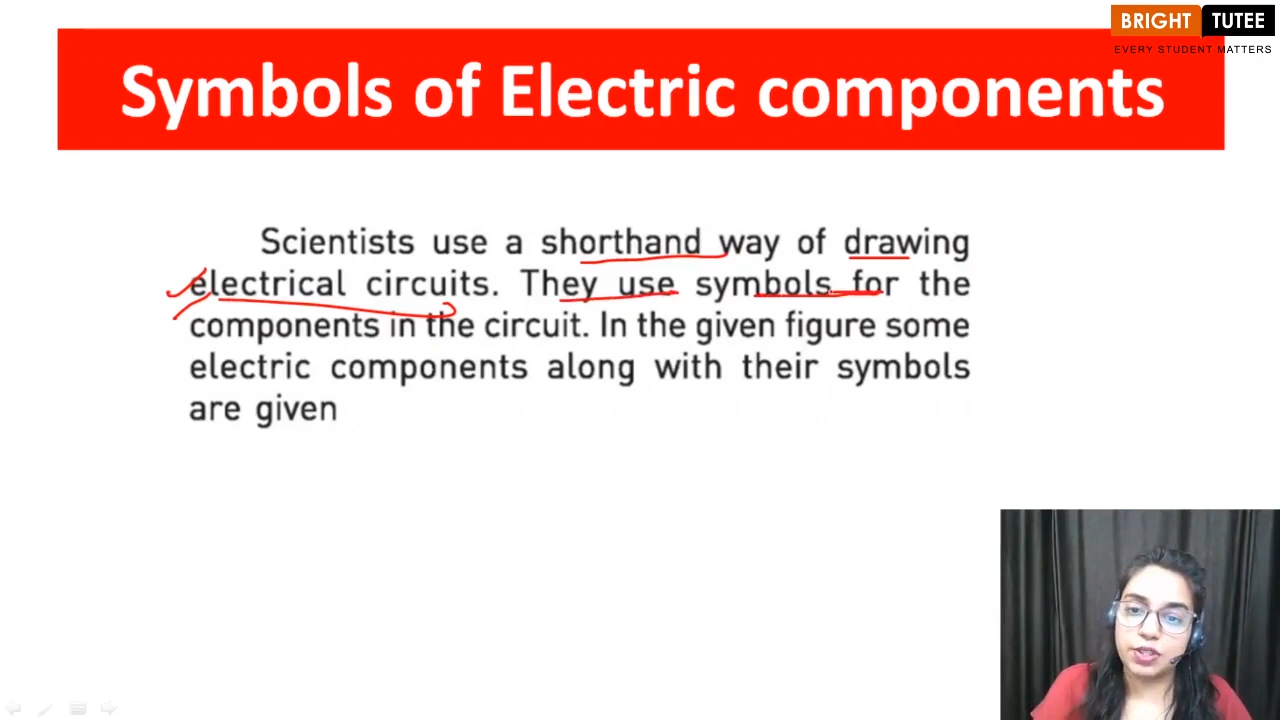 BRIGHT TUTEE
EVERY STUDENT MATTERS
Symbols of Electric components
Scientists use a shorthand way of drawing
electrical circuits. They use symbols for the
components in the circuit. In the given figure some
electric components along with their symbols
are given